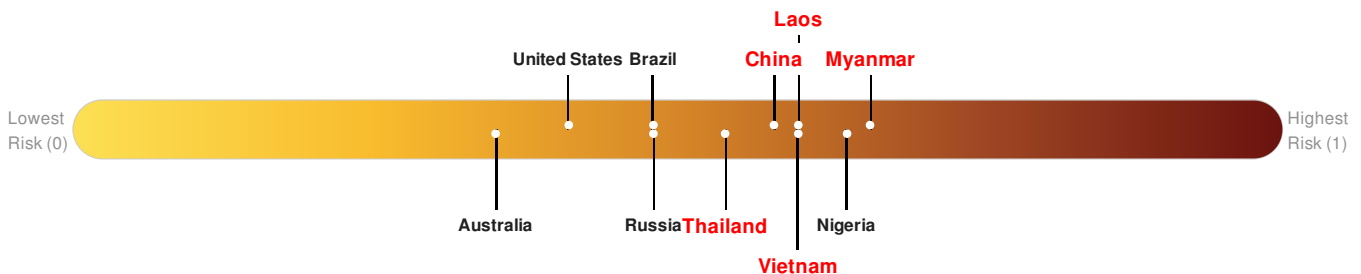 Laos
United States Brazil China Myanmar
Lowest
Risk (0)
Highest
Risk (1)
Australia Russia Thailand Nigeria
Vietnam